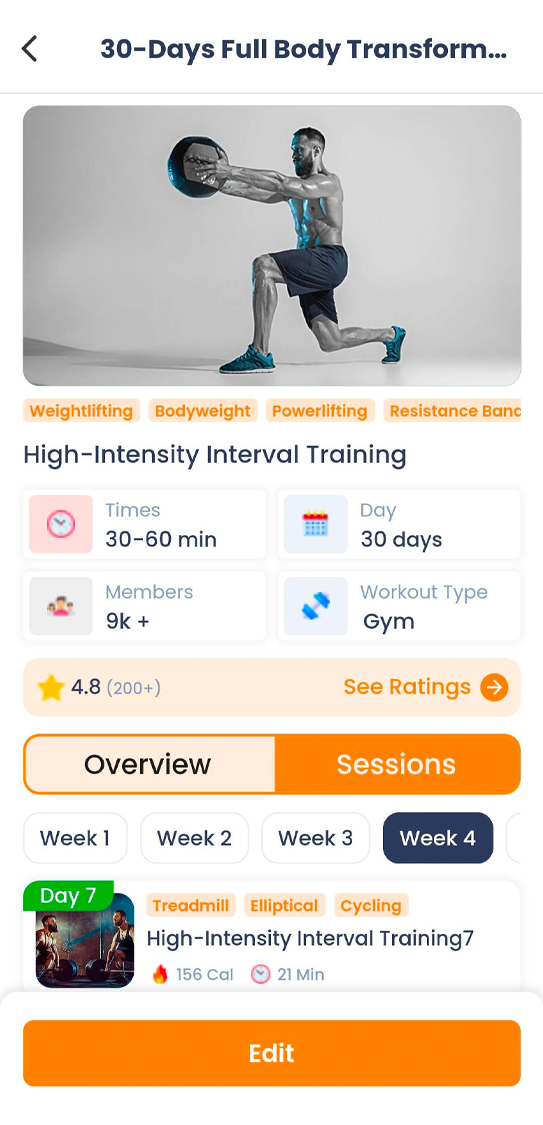 30-Days Full Body Transform...
Weightlifting Bodyweight Powerlifting Resistance Band
High-Intensity Interval Training
Times
30-60 min
Day
30 days
Members
9k +
Workout Type
Gym
4.8 (200+) See Ratings
Overview Sessions
Week 1 Week 2 Week 3 Week 4
Day 7
Treadmill Elliptical Cycling
High-Intensity Interval Training7
156 Cal 21 Min
Edit